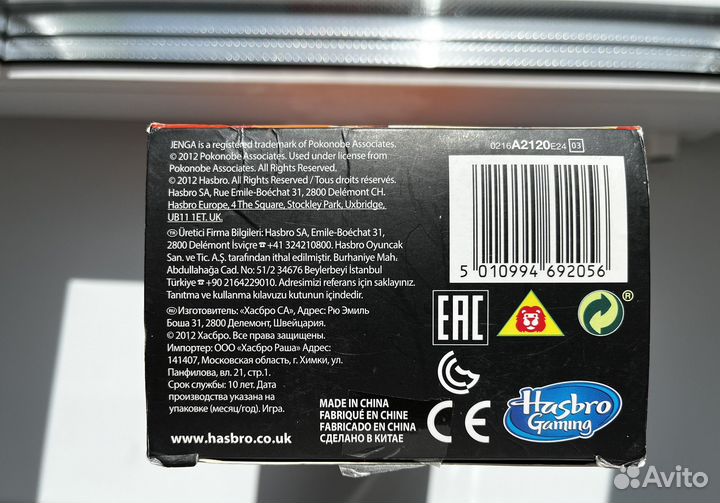 JENGA is a registered trademark of Pokonobe Associates.
© 2012 Pokonobe Associates. Used under license from
Pokonobe Associates. All Rights Reserved.
© 2012 Hasbro. All Rights Reserved / Tous droits réservés.
Hasbro SA, Rue Emile-Boéchat 31, 2800 Delémont CH.
Hasbro Europe, 4 The Square, Stockley Park, Uxbridge,
UB11 1ET. UK.
TR Üretici Firma Bilgileri: Hasbro SA, Emile-Boéchat 31,
2800 Delémont İsviçre ☎ +41 324210800. Hasbro Oyuncak
San. ve Tic. A.Ş. tarafından ithal edilmiştir. Burhaniye Mah.
Abdullahağa Cad. No: 51/2 34676 Beylerbeyi İstanbul
Türkiye ☎ +90 2164229010. Adresimizi referans için saklayınız.
Tanıtma ve kullanma kılavuzu kutunun içindedir.
Изготовитель: «Хасбро СА», Адрес: Рю Эмиль
Боша 31, 2800 Делемонт, Швейцария.
© 2012 Хасбро. Все права защищены.
Импортер: ООО «Хасбро Раша» Адрес:
141407, Московская область, г. Химки, ул.
Панфилова, вл. 21, стр.1.
Срок службы: 10 лет. Дата
производства указана на
упаковке (месяц/год). Игра.
www.hasbro.co.uk
MADE IN CHINA
FABRIQUÉ EN CHINE
FABRICADO EN CHINA
СДЕЛАНО В КИТАЕ
0216A2120E24 03
5 010994 692056
EAC
®
CE
Hasbro
Gaming
Avito